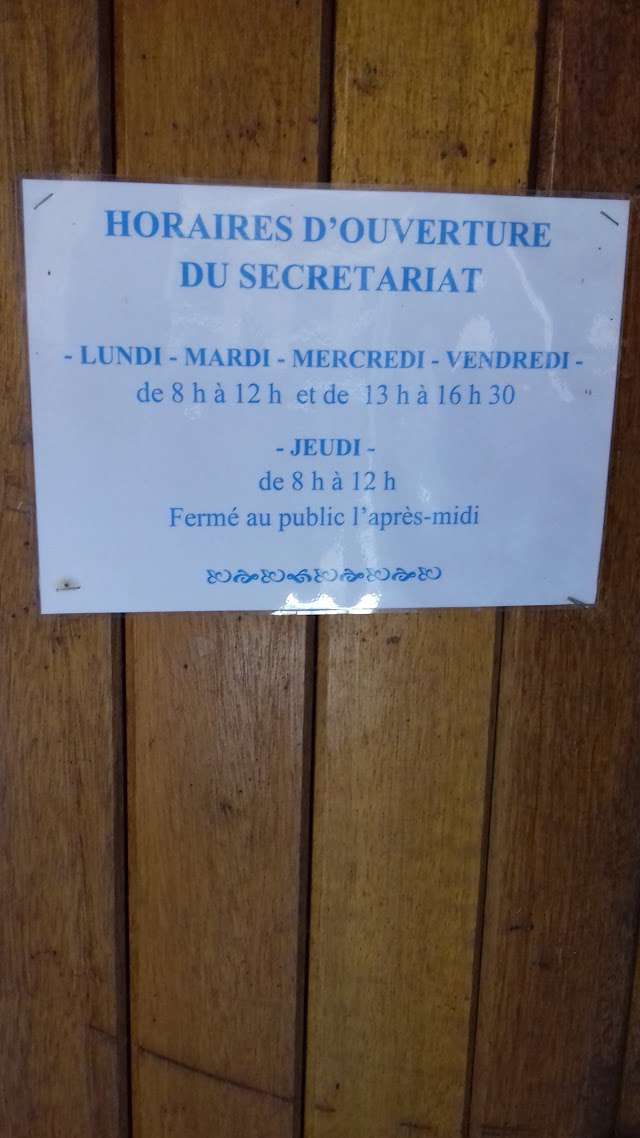 HORAIRES D'OUVERTURE
DU SECRETARIAT
- LUNDI - MARDI - MERCREDI - VENDREDI -
de 8 h à 12 h et de 13 h à 16 h 30
- JEUDI -
de 8 h à 12 h
Fermé au public l'après-midi